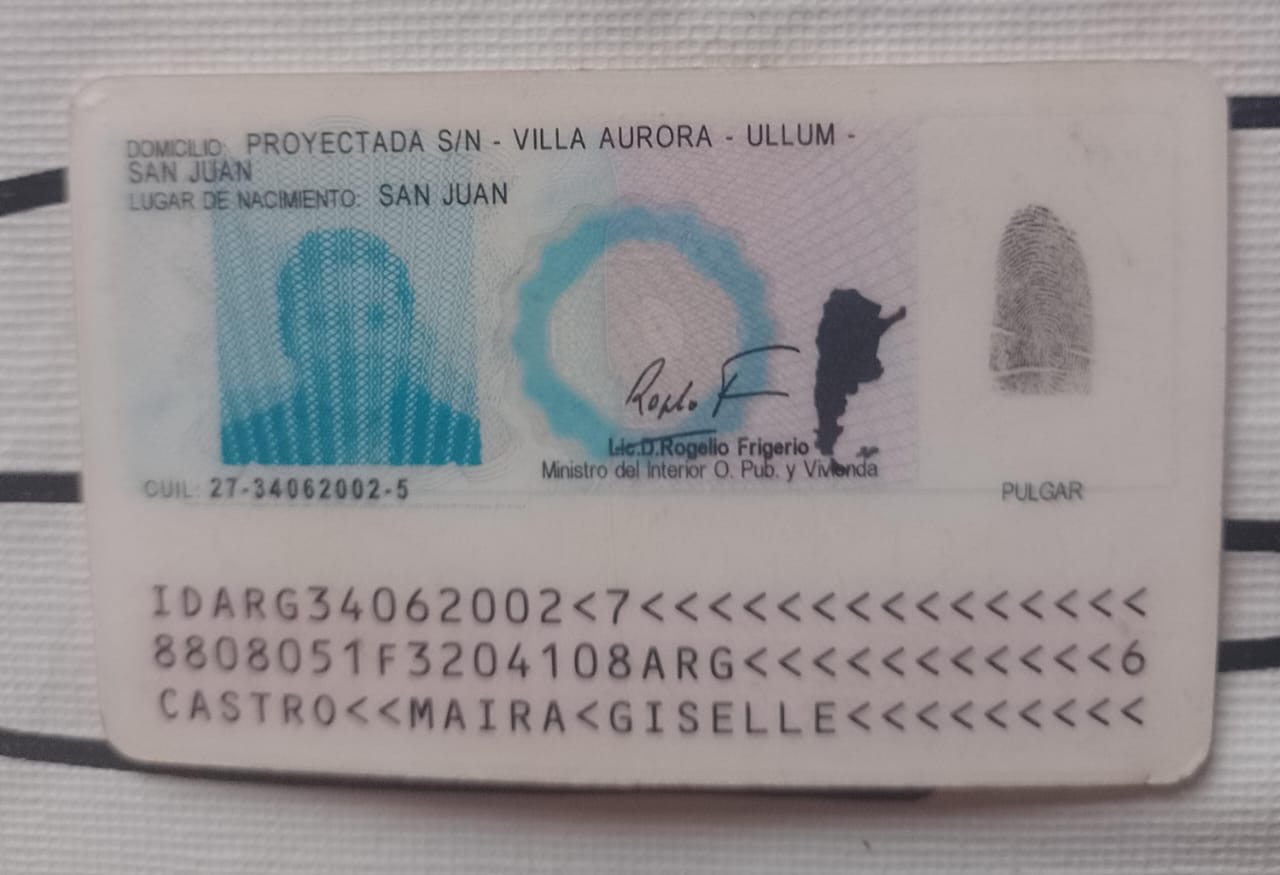 DOMICILIO: PROYECTADA S/N - VILLA AURORA - ULLUM -
SAN JUAN
LUGAR DE NACIMIENTO: SAN JUAN
Lic.D.Rogelio Frigerio
Ministro del Interior O. Pub. y Vivienda
CUIL: 27-34062002-5
PULGAR
IDARG34062002<7<<<<<<<<<<<<<<<
8808051F3204108ARG<<<<<<<<<<<6
CASTRO<<MAIRA<GISELLE<<<<<<<<<